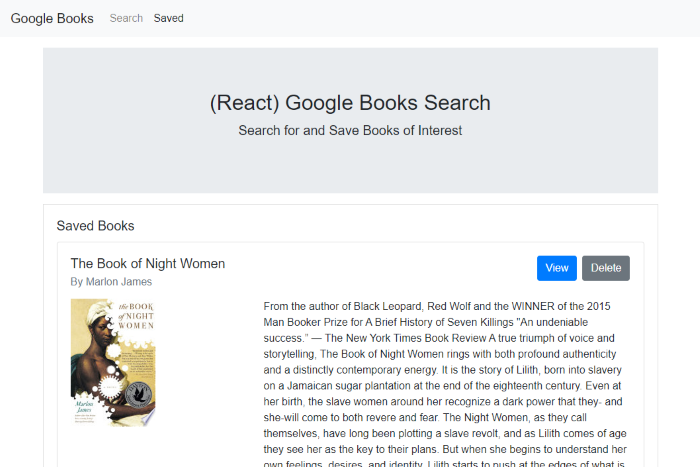 Google Books Search Saved
(React) Google Books Search
Search for and Save Books of Interest
Saved Books
The Book of Night Women
View Delete
By Marlon James
the BOOK
of NIGHT
WOMEN
Marlon
James
From the author of Black Leopard, Red Wolf and the WINNER of the 2015
Man Booker Prize for A Brief History of Seven Killings "An undeniable
success.” — The New York Times Book Review A true triumph of voice and
storytelling, The Book of Night Women rings with both profound authenticity
and a distinctly contemporary energy. It is the story of Lilith, born into slavery
on a Jamaican sugar plantation at the end of the eighteenth century. Even at
her birth, the slave women around her recognize a dark power that they- and
she-will come to both revere and fear. The Night Women, as they call
themselves, have long been plotting a slave revolt, and as Lilith comes of age
they see her as the key to their plans. But when she begins to understand her
own feelings, desires, and identity, Lilith starts to push at the edges of what is